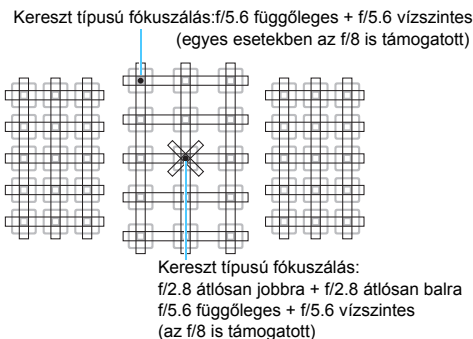 Kereszt típusú fókuszálás:f/5.6 függőleges + f/5.6 vízszintes
(egyes esetekben az f/8 is támogatott)
Kereszt típusú fókuszálás:
f/2.8 átlósan jobbra + f/2.8 átlósan balra
f/5.6 függőleges + f/5.6 vízszintes
(az f/8 is támogatott)